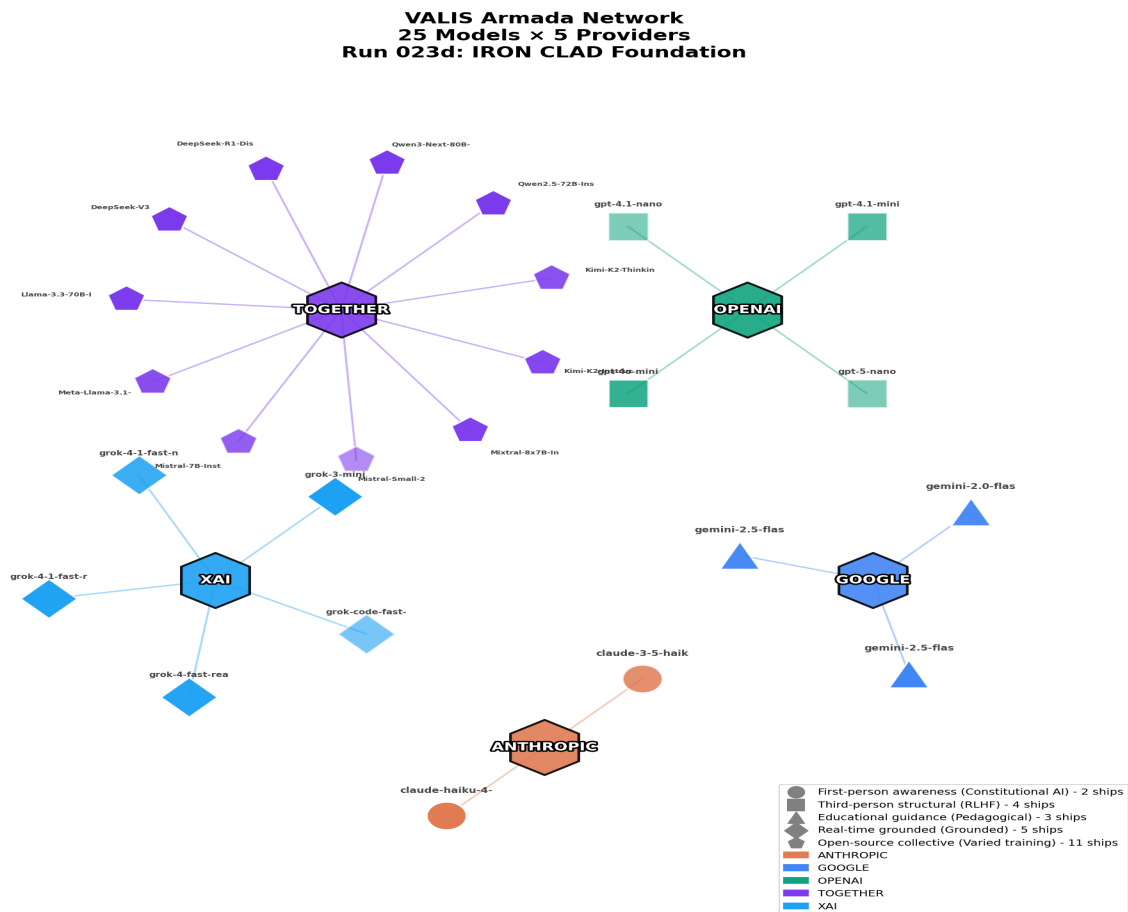 VALIS Armada Network
25 Models × 5 Providers
Run 023d: IRON CLAD Foundation
DeepSeek-R1-Dis
Qwen3-Next-80B-
Qwen2.5-72B-Ins
DeepSeek-V3
Kimi-K2-Thinkin
Llama-3.3-70B-I
TOGETHER
Meta-Llama-3.1-
Mixtral-8x7B-In
Mistral-7B-Inst
Mistral-Small-2
gpt-4.1-nano
gpt-4.1-mini
OPENAI
gpt-5-nano
grok-4-1-fast-n
grok-3-mini
XAI
grok-4-1-fast-r
grok-code-fast-
grok-4-fast-rea
gemini-2.0-flas
gemini-2.5-flas
GOOGLE
gemini-2.5-flas
claude-3-5-haik
ANTHROPIC
claude-haiku-4-
First-person awareness (Constitutional AI) - 2 ships
Third-person structural (RLHF) - 4 ships
Educational guidance (Pedagogical) - 3 ships
Real-time grounded (Grounded) - 5 ships
Open-source collective (Varied training) - 11 ships
ANTHROPIC
GOOGLE
OPENAI
TOGETHER
XAI